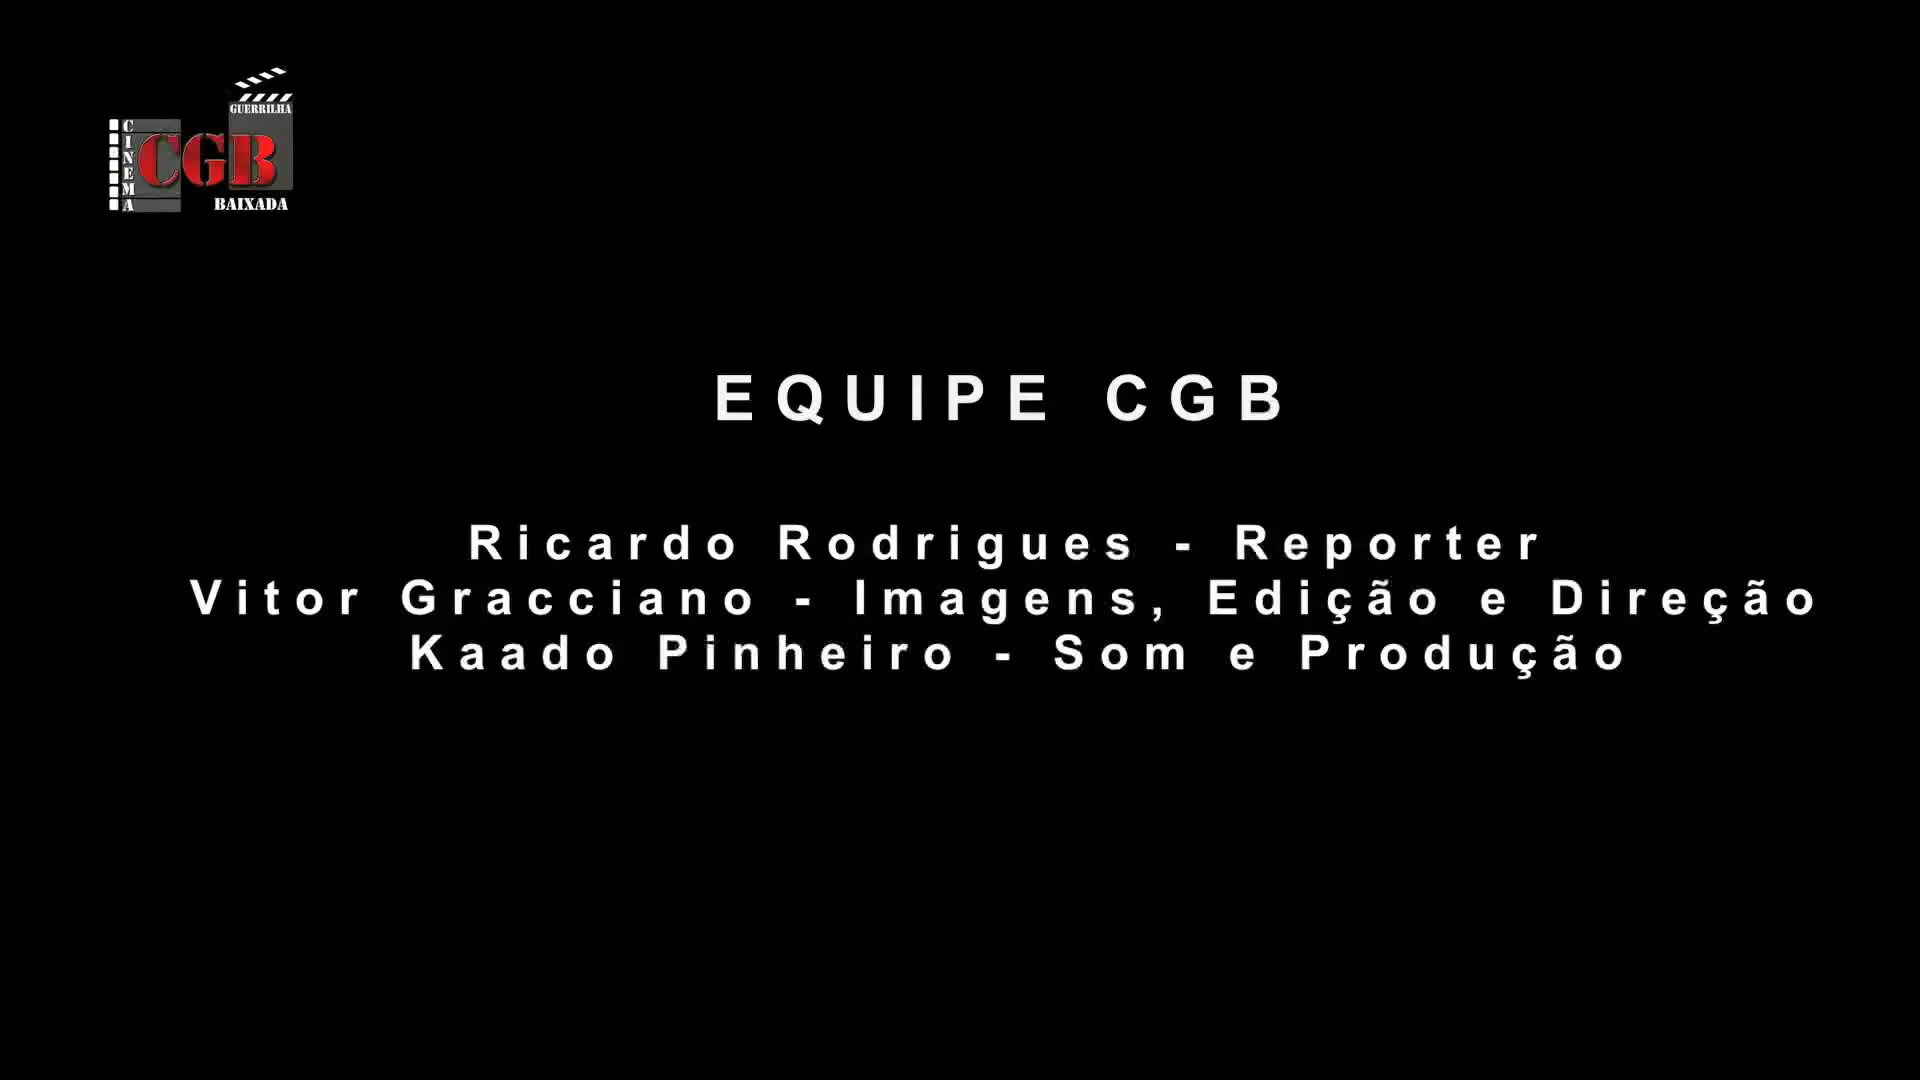 GUERRILHA
CINEMA
CGB
BAIXADA
EQUIPE CGB
Ricardo Rodrigues - Reporter
Vitor Gracciano - Imagens, Edição e Direção
Kaado Pinheiro - Som e Produção